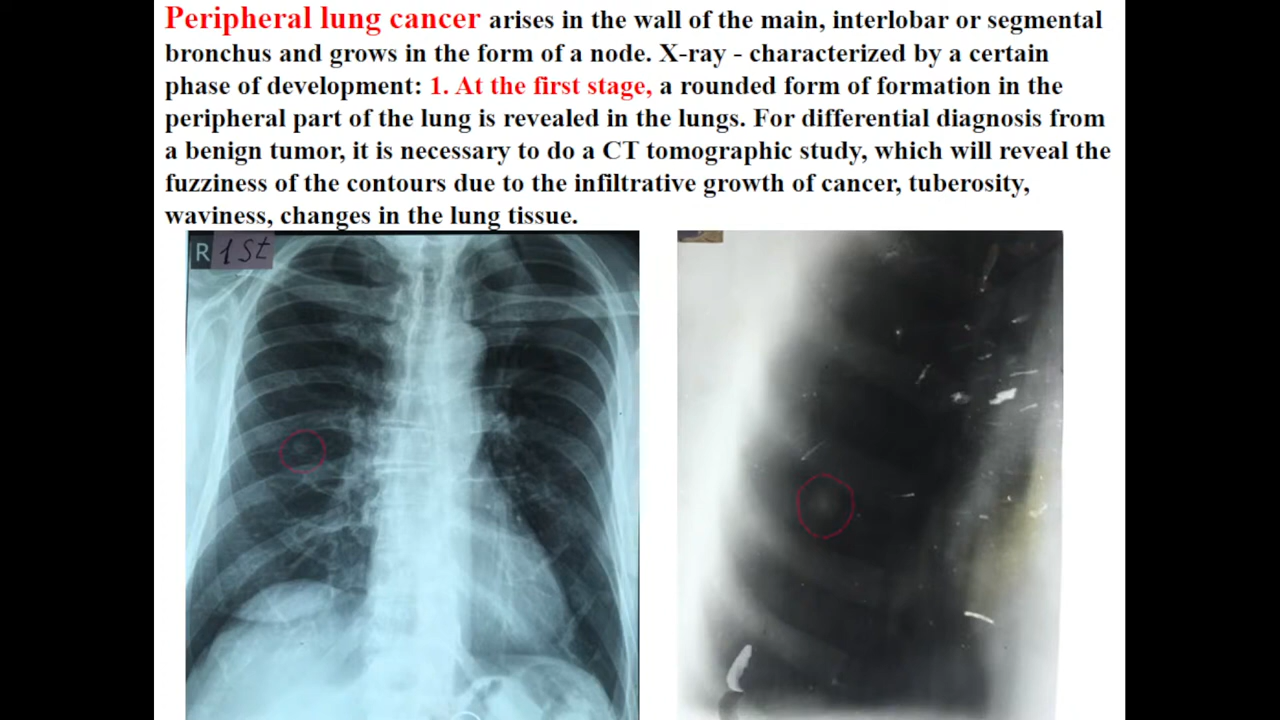 Peripheral lung cancer arises in the wall of the main, interlobar or segmental
bronchus and grows in the form of a node. X-ray - characterized by a certain
phase of development: 1. At the first stage, a rounded form of formation in the
peripheral part of the lung is revealed in the lungs. For differential diagnosis from
a benign tumor, it is necessary to do a CT tomographic study, which will reveal the
fuzziness of the contours due to the infiltrative growth of cancer, tuberosity,
waviness, changes in the lung tissue.
R 1St